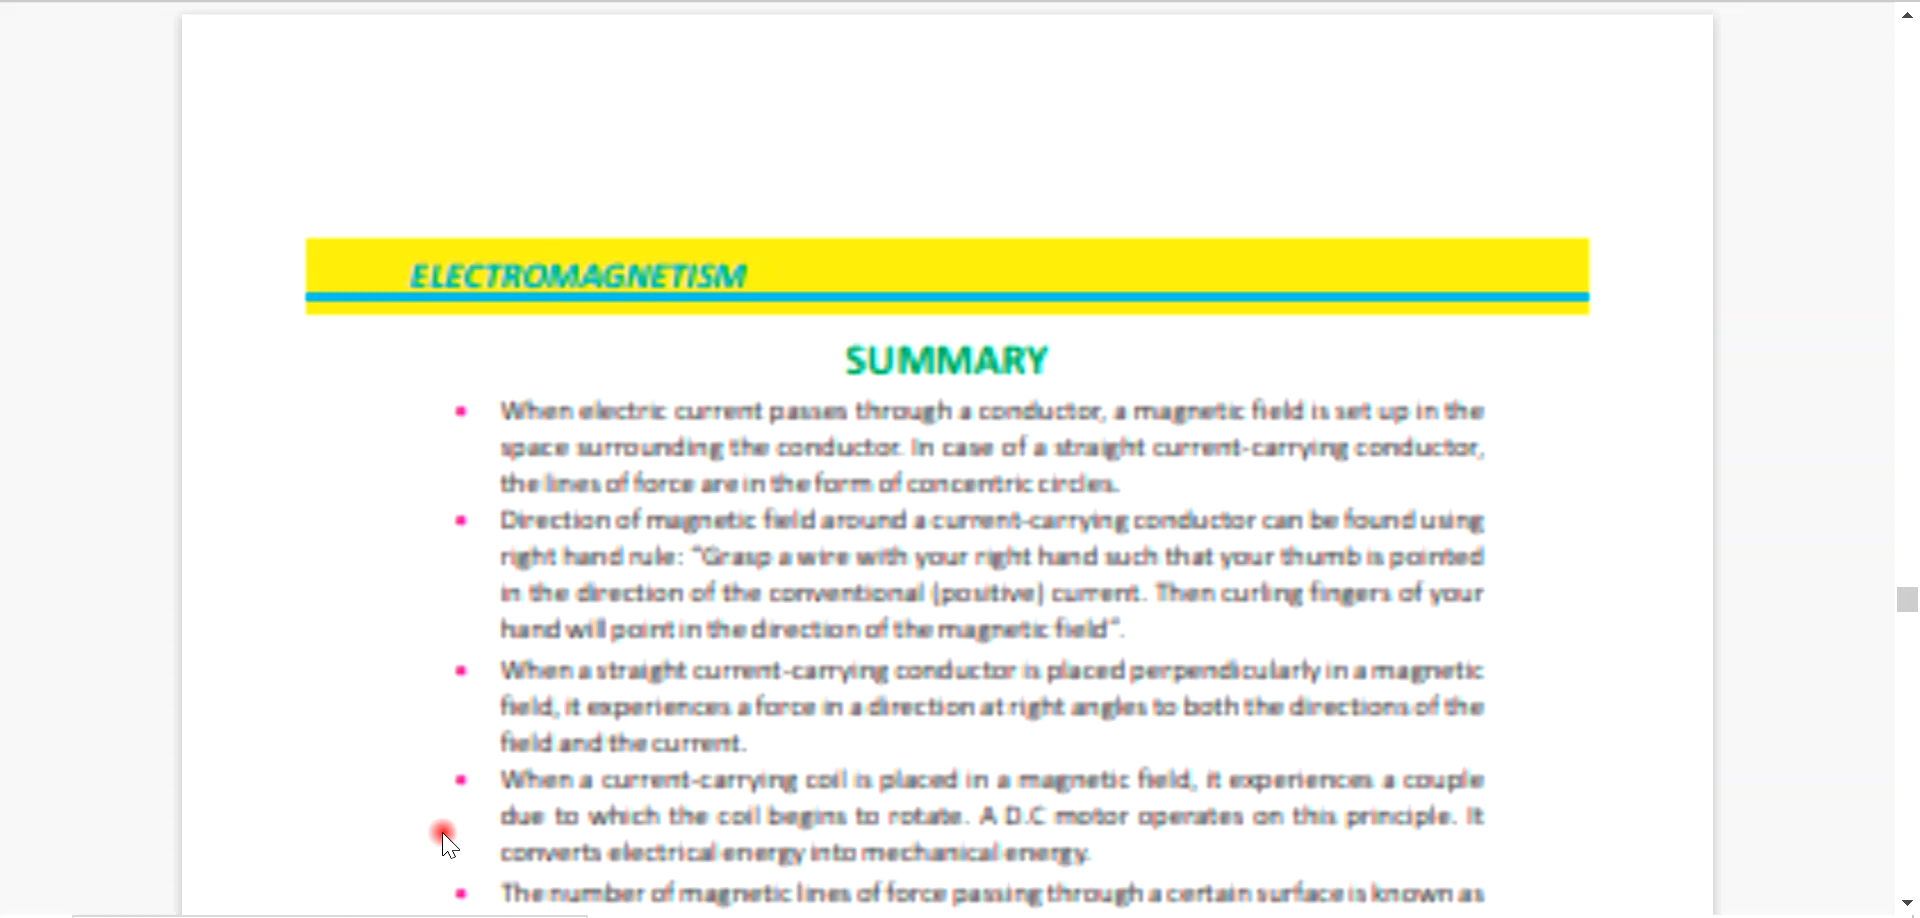 ELECTROMAGNETISM
SUMMARY
• When electric current passes through a conductor, a magnetic field is set up in the
space surrounding the conductor. In case of a straight current-carrying conductor,
the lines of force are in the form of concentric circles.
• Direction of magnetic field around a current-carrying conductor can be found using
right hand rule: "Grasp a wire with your right hand such that your thumb is pointed
in the direction of the conventional (positive) current. Then curling fingers of your
hand will point in the direction of the magnetic field".
• When a straight current-carrying conductor is placed perpendicularly in a magnetic
field, it experiences a force in a direction at right angles to both the directions of the
field and the current.
• When a current-carrying coil is placed in a magnetic field, it experiences a couple
due to which the coil begins to rotate. A D.C motor operates on this principle. It
converts electrical energy into mechanical energy.
• The number of magnetic lines of force passing through a certain surface is known as